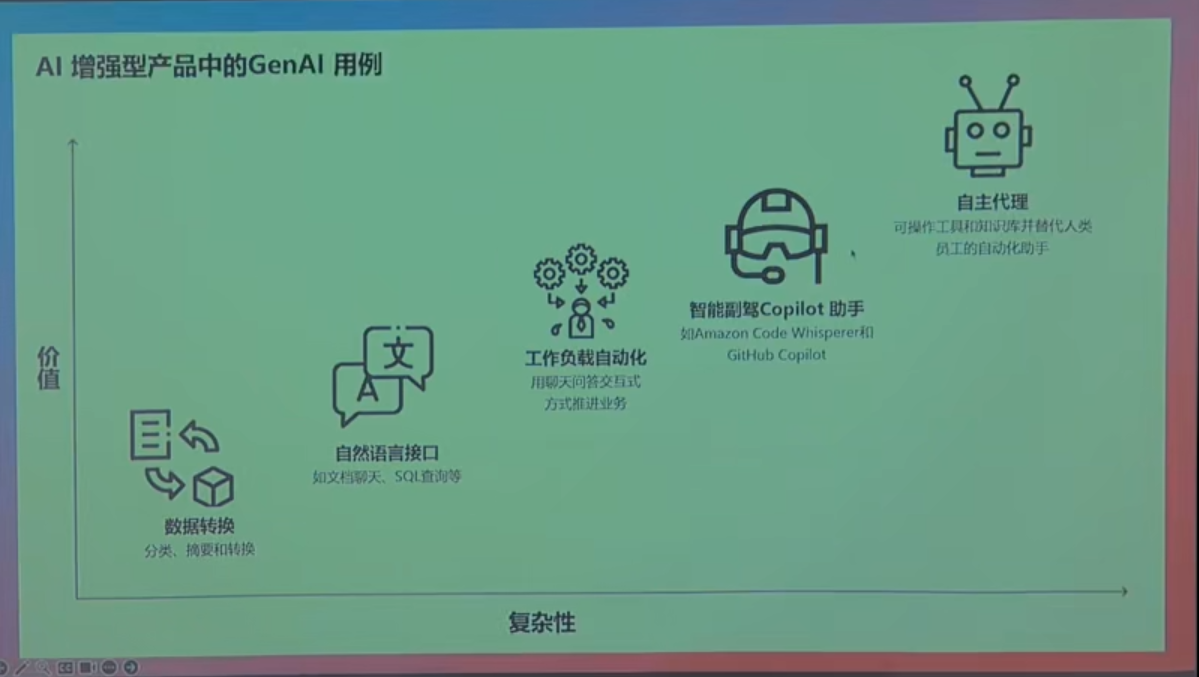 AI 增强型产品中的GenAI 用例
自主代理
可操作工具和知识库并替代人类
员工的自动化助手
智能副驾Copilot 助手
如Amazon Code Whisperer和
GitHub Copilot
工作负载自动化
用聊天问答交互式
方式推进业务
文
A
自然语言接口
如文档聊天、SQL查询等
数据转换
分类、摘要和转换
价值
复杂性